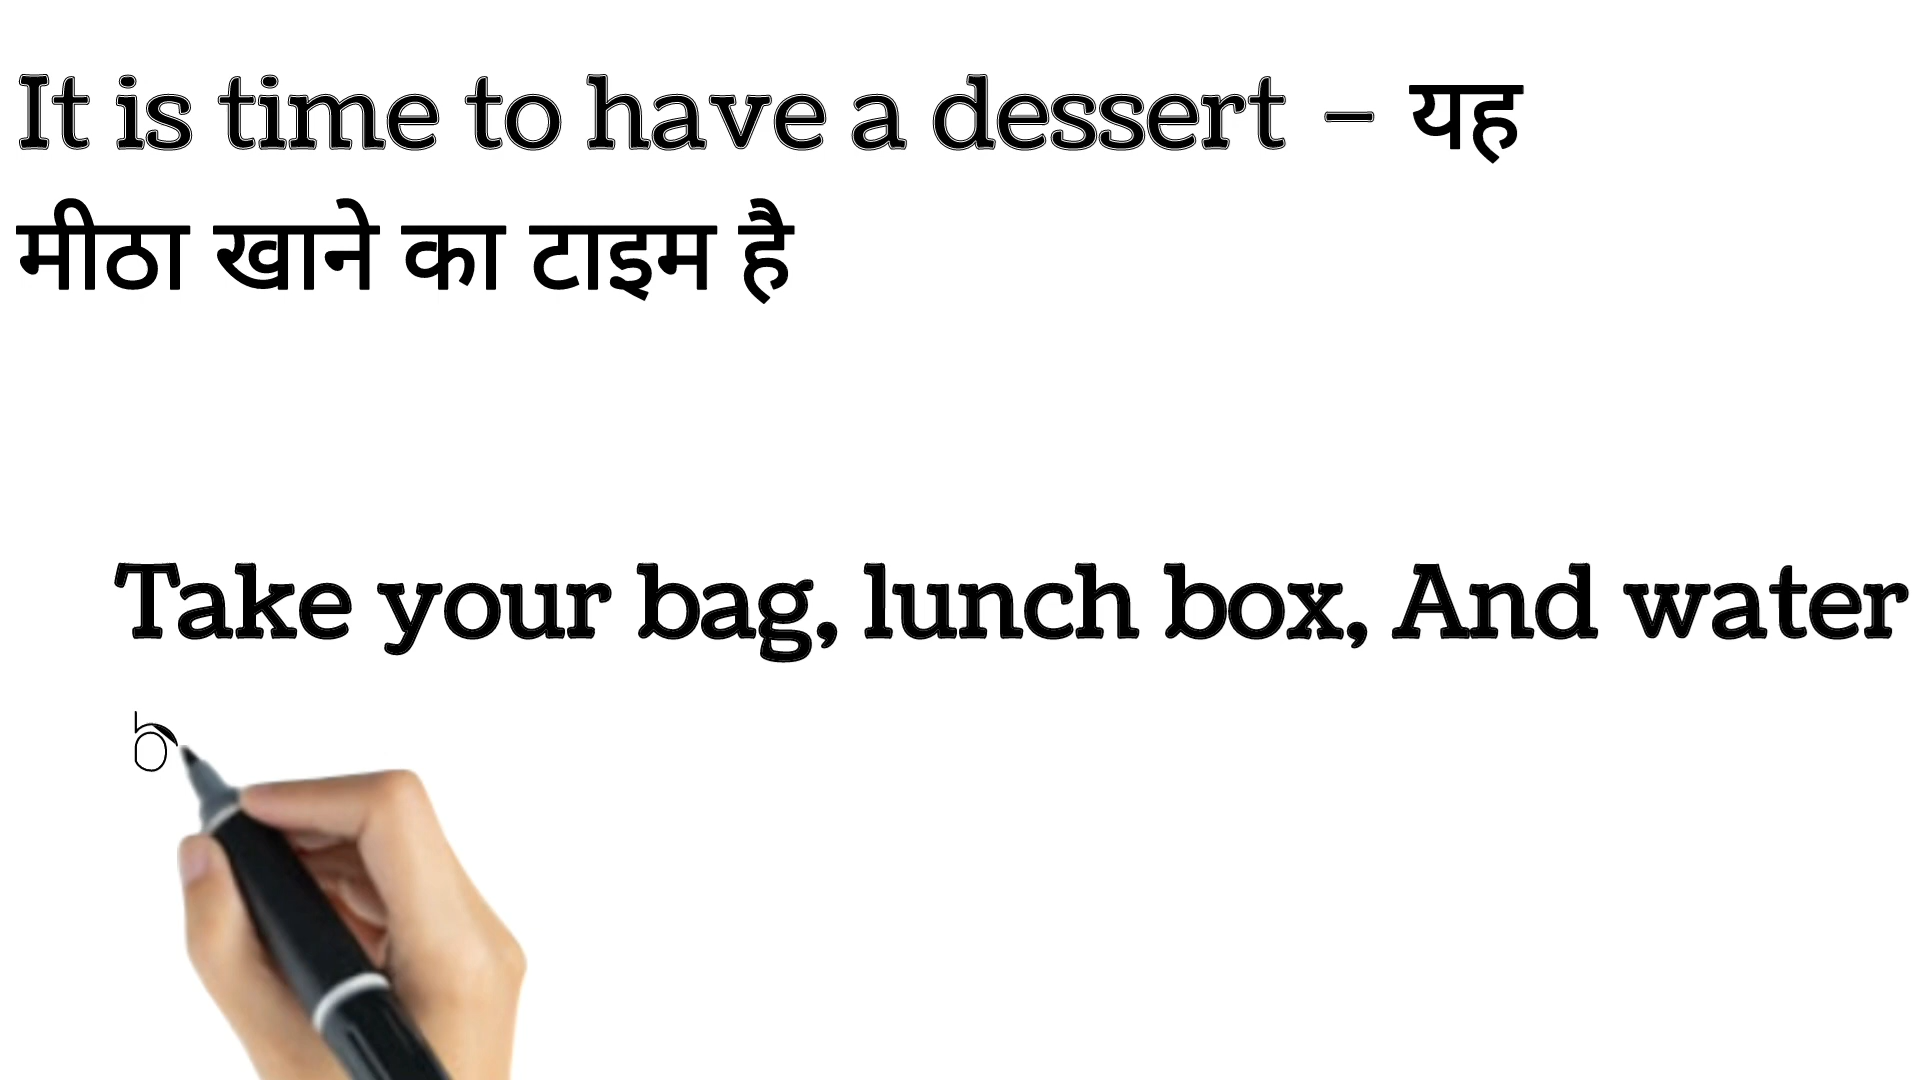 It is time to have a dessert – यह
मीठा खाने का टाइम है
Take your bag, lunch box, And water
b